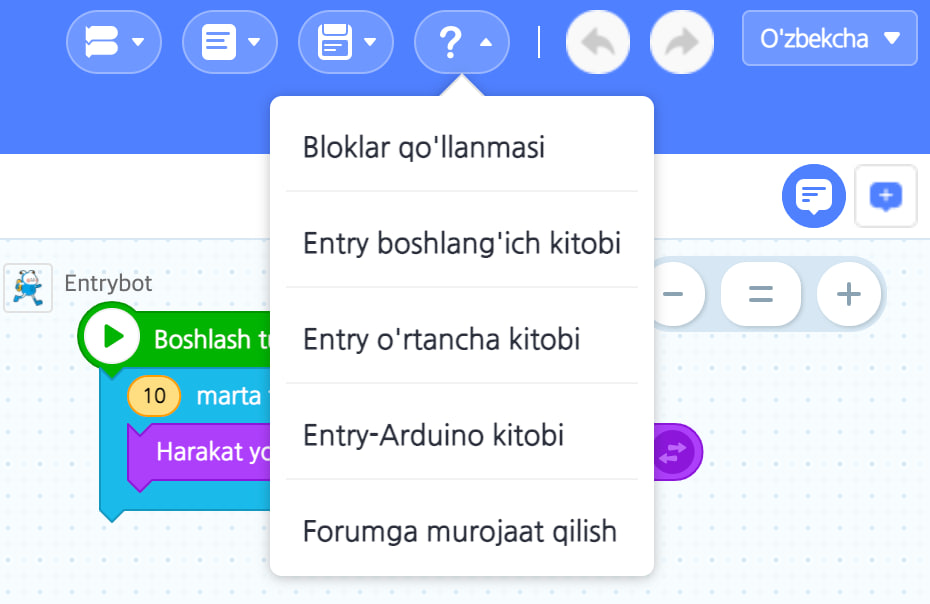 O'zbekcha
Bloklar qo'llanmasi
Entry boshlang'ich kitobi
Entry o'rtancha kitobi
Entry-Arduino kitobi
Forumga murojaat qilish
Entrybot
Boshlash
10 marta
Harakat